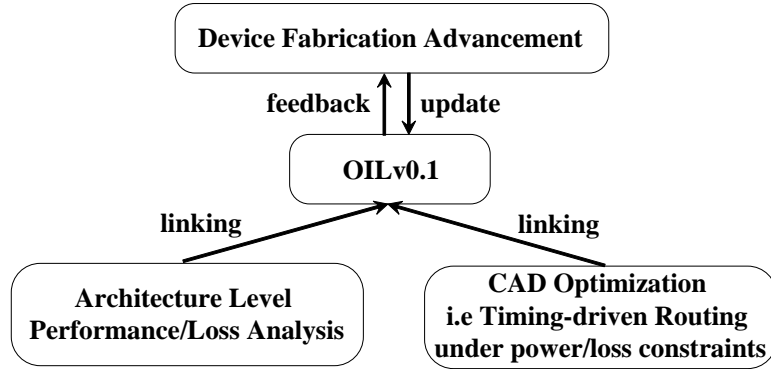 Device Fabrication Advancement
feedback
update
OILv0.1
linking
linking
Architecture Level
Performance/Loss Analysis
CAD Optimization
i.e Timing-driven Routing
under power/loss constraints